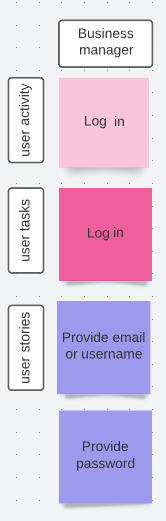 Business
manager
user activity
Log in
user tasks
Log in
user stories
Provide email
or username
Provide
password